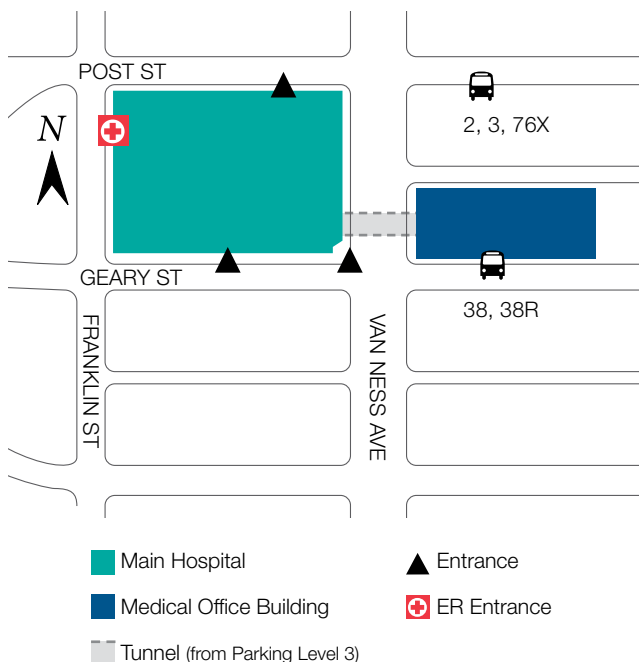 POST ST
N
2, 3, 76X
GEARY ST
38, 38R
FRANKLIN ST
VAN NESS AVE
Main Hospital
Entrance
Medical Office Building
ER Entrance
Tunnel (from Parking Level 3)